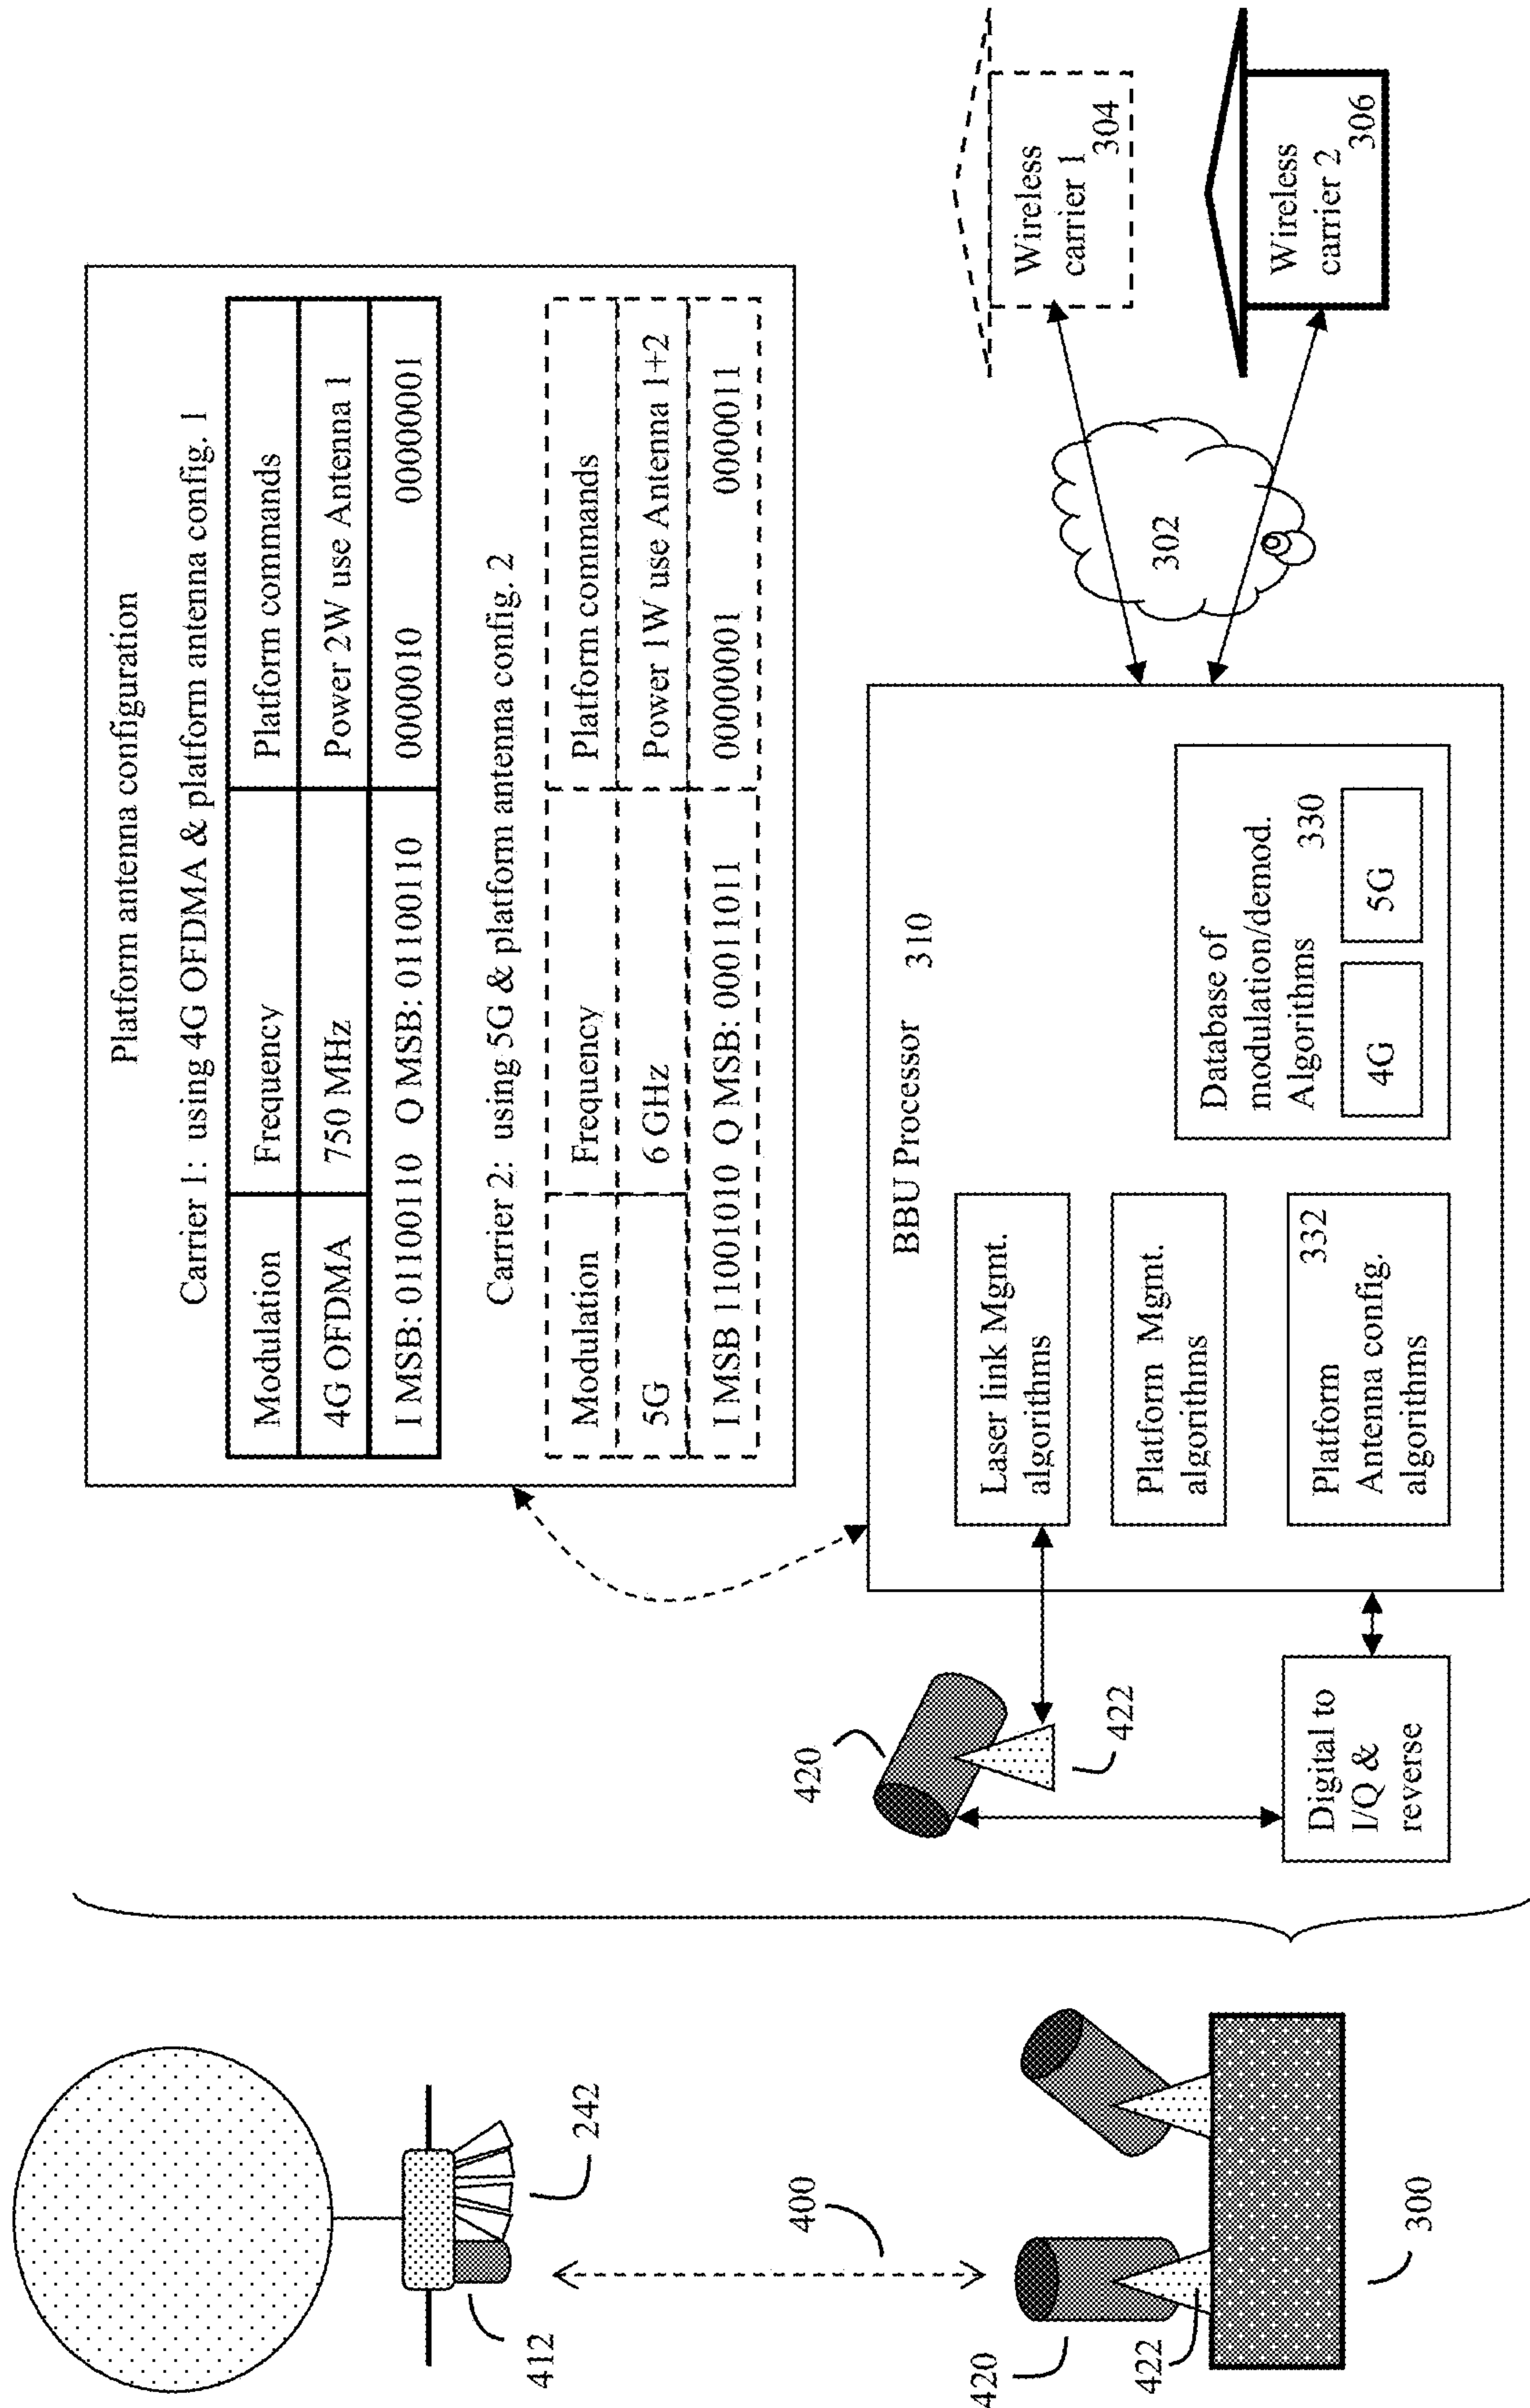 Platform antenna configuration
Carrier 1: using 4G OFDMA & platform antenna config. 1
Modulation Frequency Platform commands
4G OFDMA 750 MHz Power 2W use Antenna 1
I MSB: 01100110 Q MSB: 01100110 0000010 00000001
Carrier 2: using 5G & platform antenna config. 2
Modulation Frequency Platform commands
5G 6 GHz Power 1W use Antenna 1+2
I MSB 11001010 Q MSB: 00011011 00000001 0000011
BBU Processor
310
Laser link Mgmt.
algorithms
Platform Mgmt.
algorithms
Platform 332
Antenna config.
algorithms
Database of
modulation/demod.
Algorithms 330
4G
5G
302
Wireless
carrier 1
304
Wireless
carrier 2
306
420
422
Digital to
I/Q &
reverse
242
412
400
420
422
300